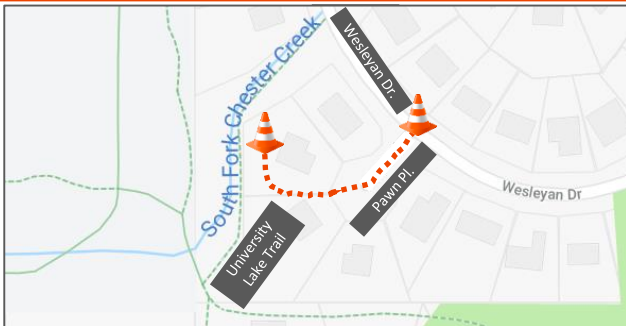 Wesleyan Dr.
South Fork Chester Creek
Pawn Pl.
Wesleyan Dr
University
Lake Trail